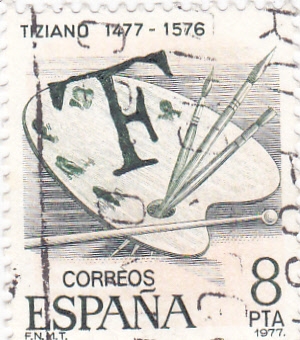 TIZIANO 1477-1576
T
CORREOS
8
ESPAÑA
PTA
F.N.M.T.
1977.